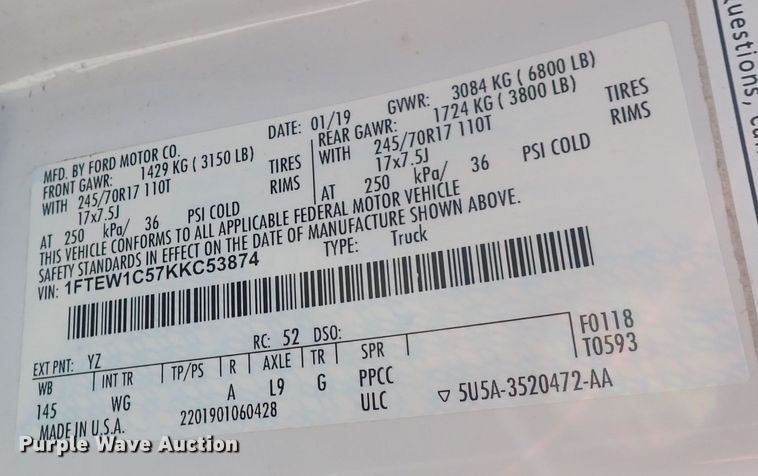 MFD. BY FORD MOTOR CO.
DATE: 01/19
GVWR: 3084 KG ( 6800 LB)
FRONT GAWR: 1429 KG ( 3150 LB)
REAR GAWR: 1724 KG ( 3800 LB)
WITH 245/70R17 110T TIRES
WITH 245/70R17 110T TIRES
17x7.5J RIMS
17x7.5J RIMS
AT 250 kPa/ 36 PSI COLD
AT 250 kPa/ 36 PSI COLD
THIS VEHICLE CONFORMS TO ALL APPLICABLE FEDERAL MOTOR VEHICLE
SAFETY STANDARDS IN EFFECT ON THE DATE OF MANUFACTURE SHOWN ABOVE.
VIN: 1FTEW1C57KKC53874
TYPE: Truck
EXT PNT: YZ RC: 52 DSO:
WB INT TR TP/PS R AXLE TR SPR
145 WG A L9 G PPCC
F0118
T0593
MADE IN U.S.A. 2201901060428 ULC ▽ 5U5A-3520472-AA
Purple Wave Auction